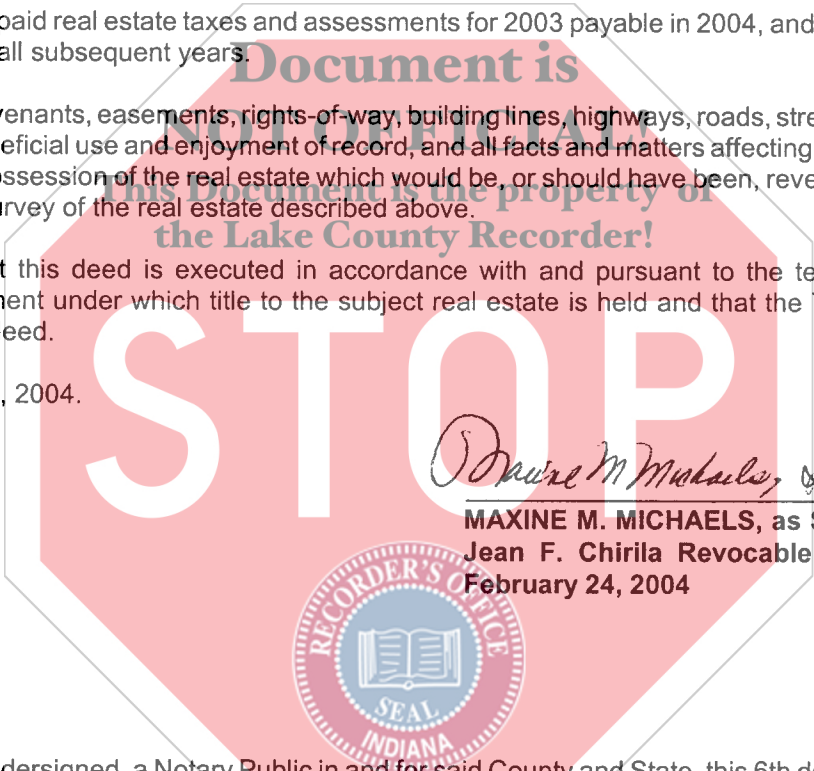 paid real estate taxes and assessments for 2003 payable in 2004, and
all subsequent years.
Document is
venants, easements, rights-of-way, building lines, highways, roads, stre
NOT OFFICIAL!
eficial use and enjoyment of record, and all facts and matters affecting
ossession of the real estate which would be, or should have been, reve
This Document is the property of
rvey of the real estate described above.
the Lake County Recorder!
t this deed is executed in accordance with and pursuant to the te
ent under which title to the subject real estate is held and that the
eed.
STOP
, 2004.
Maxine M Michaels,
MAXINE M. MICHAELS, as S
Jean F. Chirila Revocable
February 24, 2004
RECORDER'S OFFICE
SEAL
INDIANA
dersigned, a Notary Public in and for said County and State, this 6th d